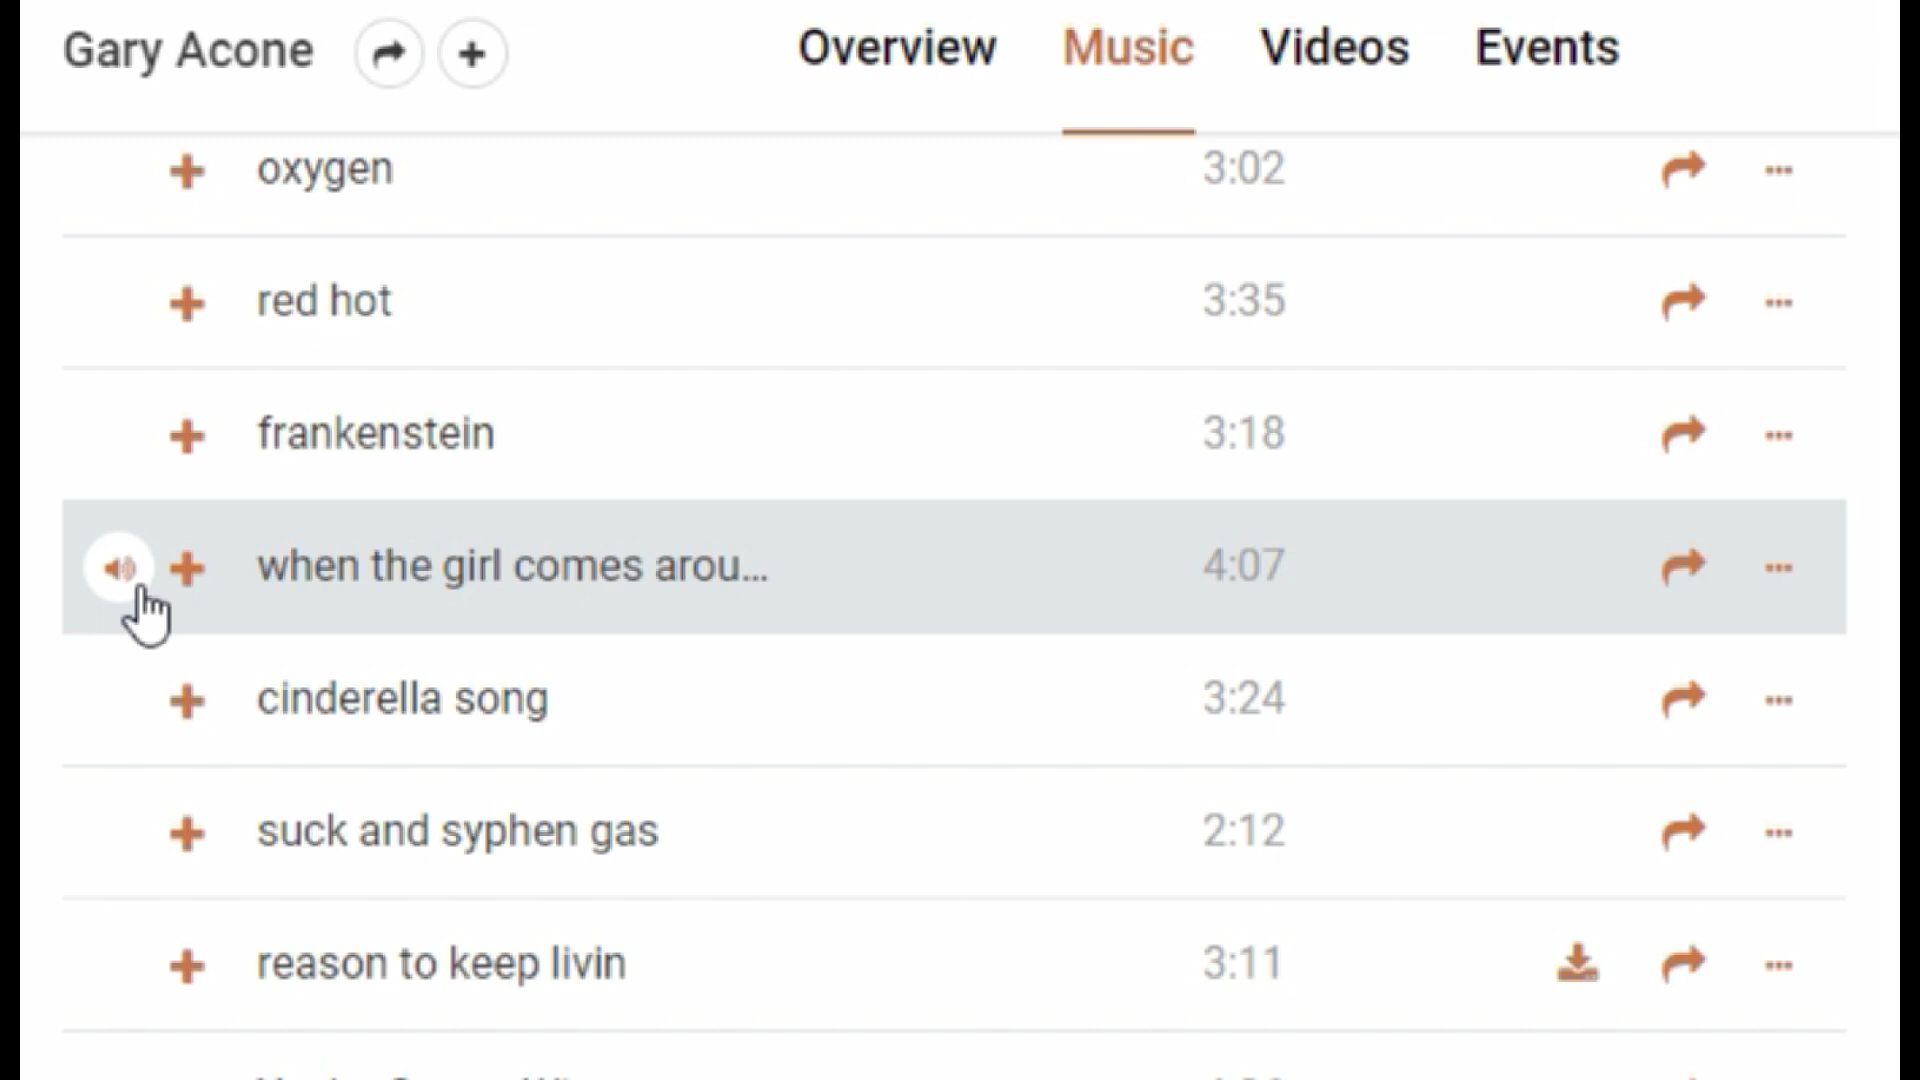 Gary Acone Overview Music Videos Events
oxygen 3:02
red hot 3:35
frankenstein 3:18
when the girl comes arou... 4:07
cinderella song 3:24
suck and syphen gas 2:12
reason to keep livin 3:11